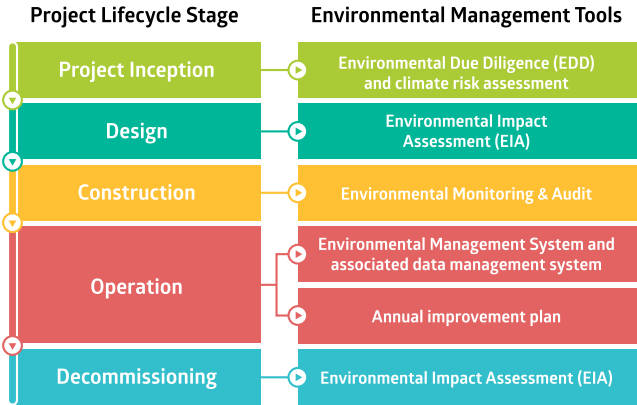 Project Lifecycle Stage
Environmental Management Tools
Project Inception
Environmental Due Diligence (EDD)
and climate risk assessment
Design
Environmental Impact
Assessment (EIA)
Construction
Environmental Monitoring & Audit
Operation
Environmental Management System and
associated data management system
Annual improvement plan
Decommissioning
Environmental Impact Assessment (EIA)